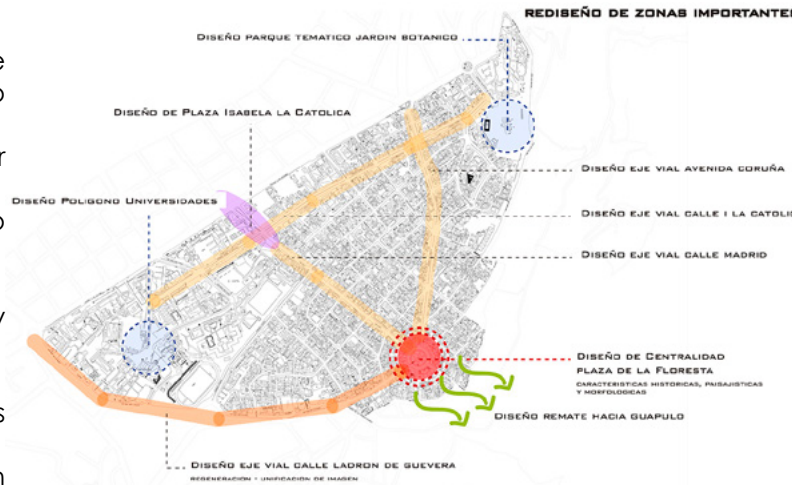 REDISEÑO DE ZONAS IMPORTANTE
DISEÑO PARQUE TEMATICO JARDIN BOTANICO
DISEÑO DE PLAZA ISABELA LA CATOLICA
DISEÑO EJE VIAL AVENIDA CORUÑA
DISEÑO POLIGONO UNIVERSIDADES
DISEÑO EJE VIAL CALLE I LA CATOLIC
DISEÑO EJE VIAL CALLE MADRID
DISEÑO DE CENTRALIDAD
PLAZA DE LA FLORESTA
CARACTERISTICAS HISTORICAS, PAISAJISTICAS
Y MORFOLOGICAS
DISEÑO REMATE HACIA GUAPULO
DISEÑO EJE VIAL CALLE LADRON DE GUEVERA
REGENERACION - UNIFICACION DE IMAGEN